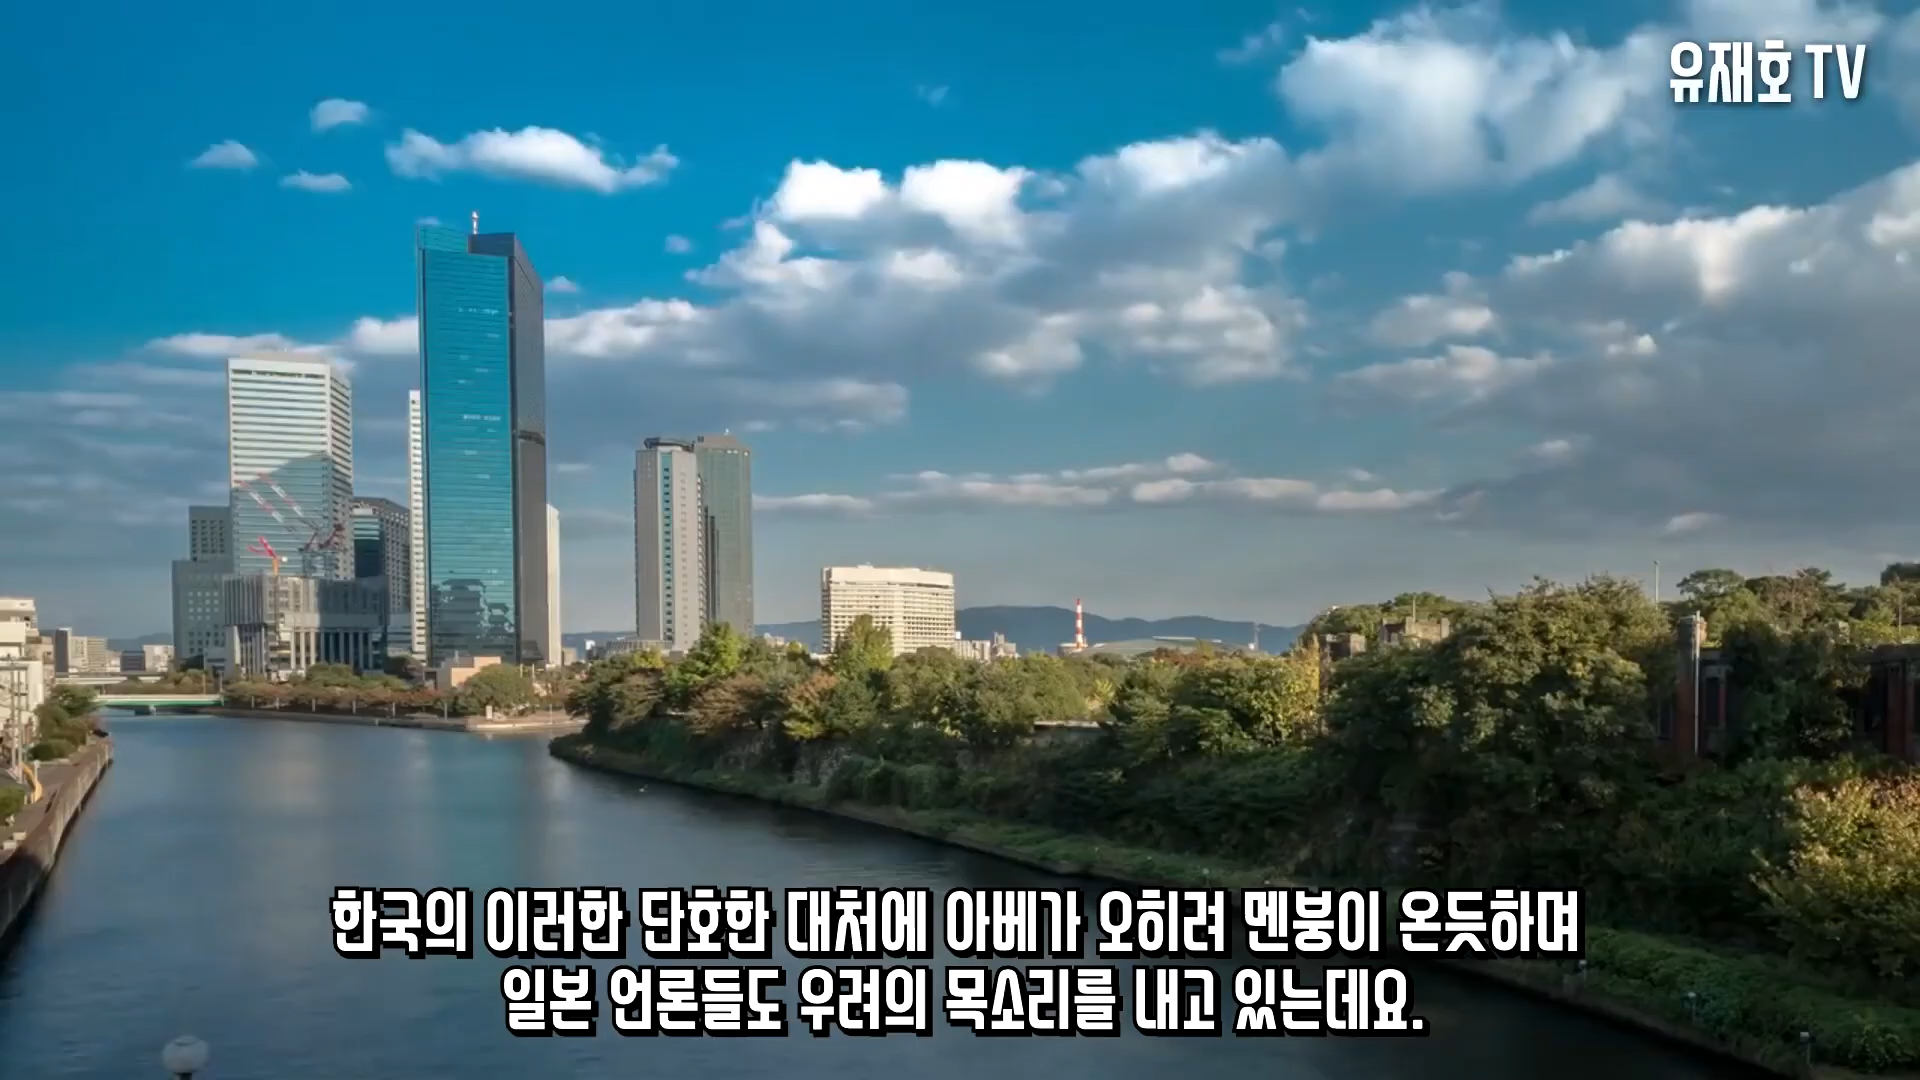 유재호 TV
한국의 이러한 단호한 대처에 아베가 오히려 멘붕이 온듯하며
일본 언론들도 우려의 목소리를 내고 있는데요.